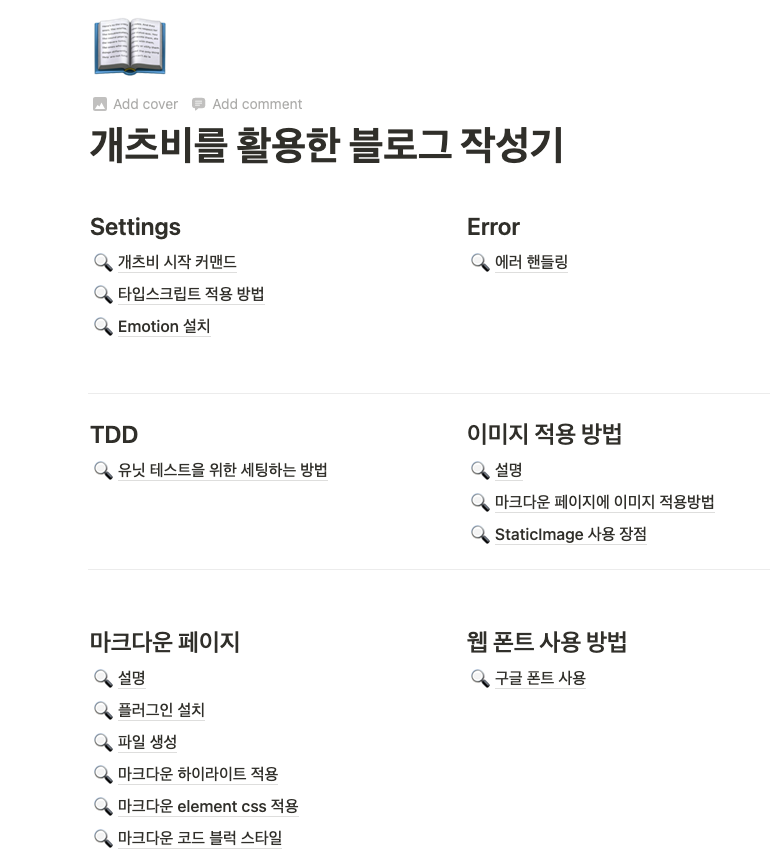 Add cover Add comment
개츠비를 활용한 블로그 작성기
Settings
개츠비 시작 커맨드
타입스크립트 적용 방법
Emotion 설치
Error
에러 핸들링
TDD
유닛 테스트을 위한 세팅하는 방법
이미지 적용 방법
설명
마크다운 페이지에 이미지 적용방법
StaticImage 사용 장점
마크다운 페이지
설명
플러그인 설치
파일 생성
마크다운 하이라이트 적용
마크다운 element css 적용
마크다운 코드 블럭 스타일
웹 폰트 사용 방법
구글 폰트 사용